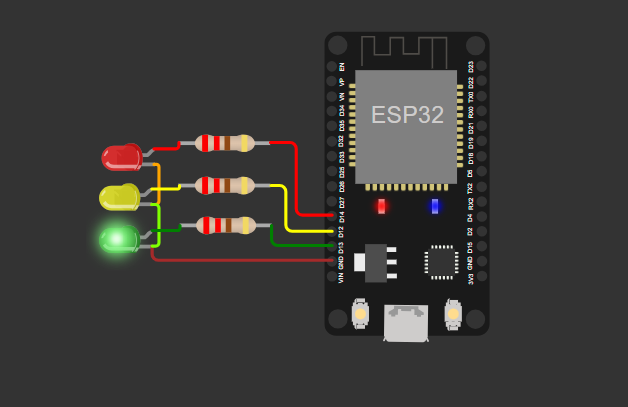 ESP32
EN
VP
VN
D34
D35
D32
D33
D25
D26
D27
D14
D12
D13
GND
VIN
D23
D22
TX0
RX0
D21
D19
D18
D5
TX2
RX2
D4
D2
D15
GND
3V3